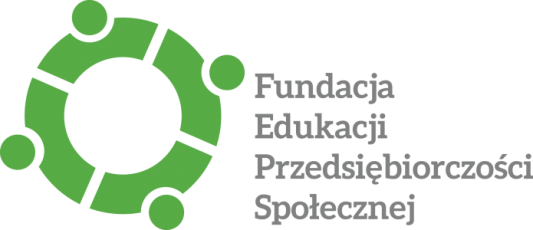 Fundacja
Edukacji
Przedsiębiorczości
Społecznej